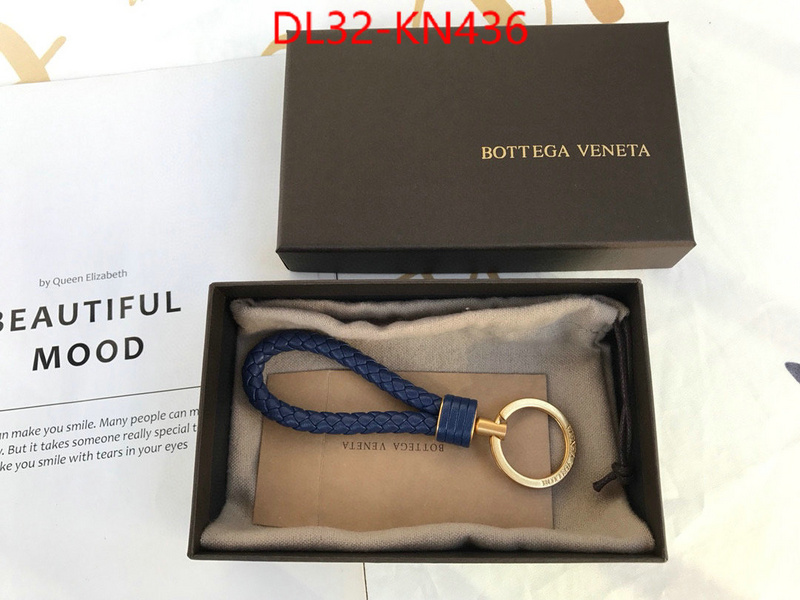 DL32-KN436
BOTTEGA VENETA
by Queen Elizabeth
BEAUTIFUL
MOOD
n make you smile. Many people can m
. But it takes someone really special t
ke you smile with tears in your eyes
BOTTEGA VENETA